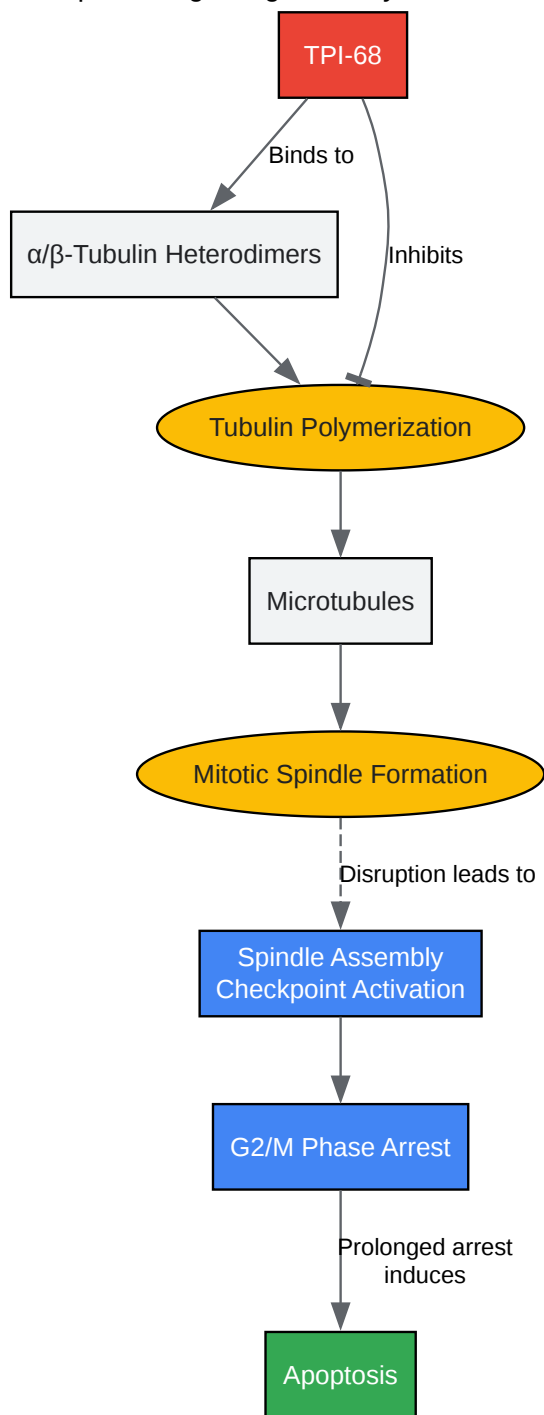 TPI-68
Binds to
α/β-Tubulin Heterodimers
Inhibits
Tubulin Polymerization
Microtubules
Mitotic Spindle Formation
Disruption leads to
Spindle Assembly
Checkpoint Activation
G2/M Phase Arrest
Prolonged arrest
induces
Apoptosis